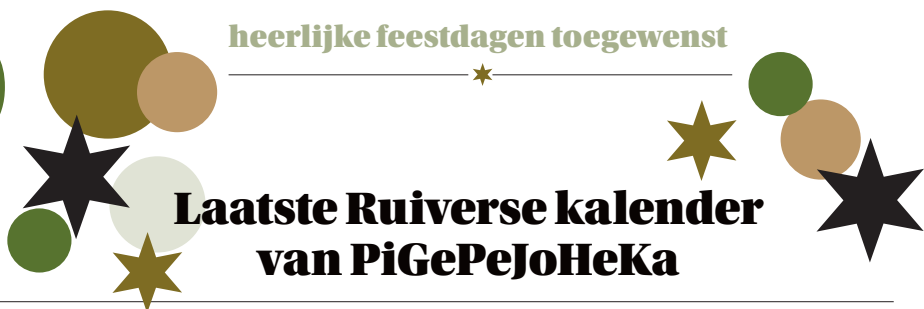 heerlijke feestdagen toegewenst
Laatste Ruiverse kalender
van PiGePeJoHeKa